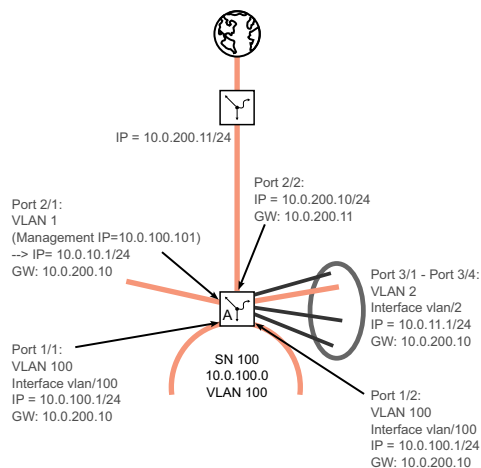 IP = 10.0.200.11/24
Port 2/2:
IP = 10.0.200.10/24
GW: 10.0.200.11
Port 2/1:
VLAN 1
(Management IP=10.0.100.101)
--> IP= 10.0.10.1/24
GW: 10.0.200.10
Port 3/1 - Port 3/4:
VLAN 2
Interface vlan/2
IP = 10.0.11.1/24
GW: 10.0.200.10
A
Port 1/1:
VLAN 100
Interface vlan/100
IP = 10.0.100.1/24
GW: 10.0.200.10
SN 100
10.0.100.0
VLAN 100
Port 1/2:
VLAN 100
Interface vlan/100
IP = 10.0.100.1/24
GW: 10.0.200.10